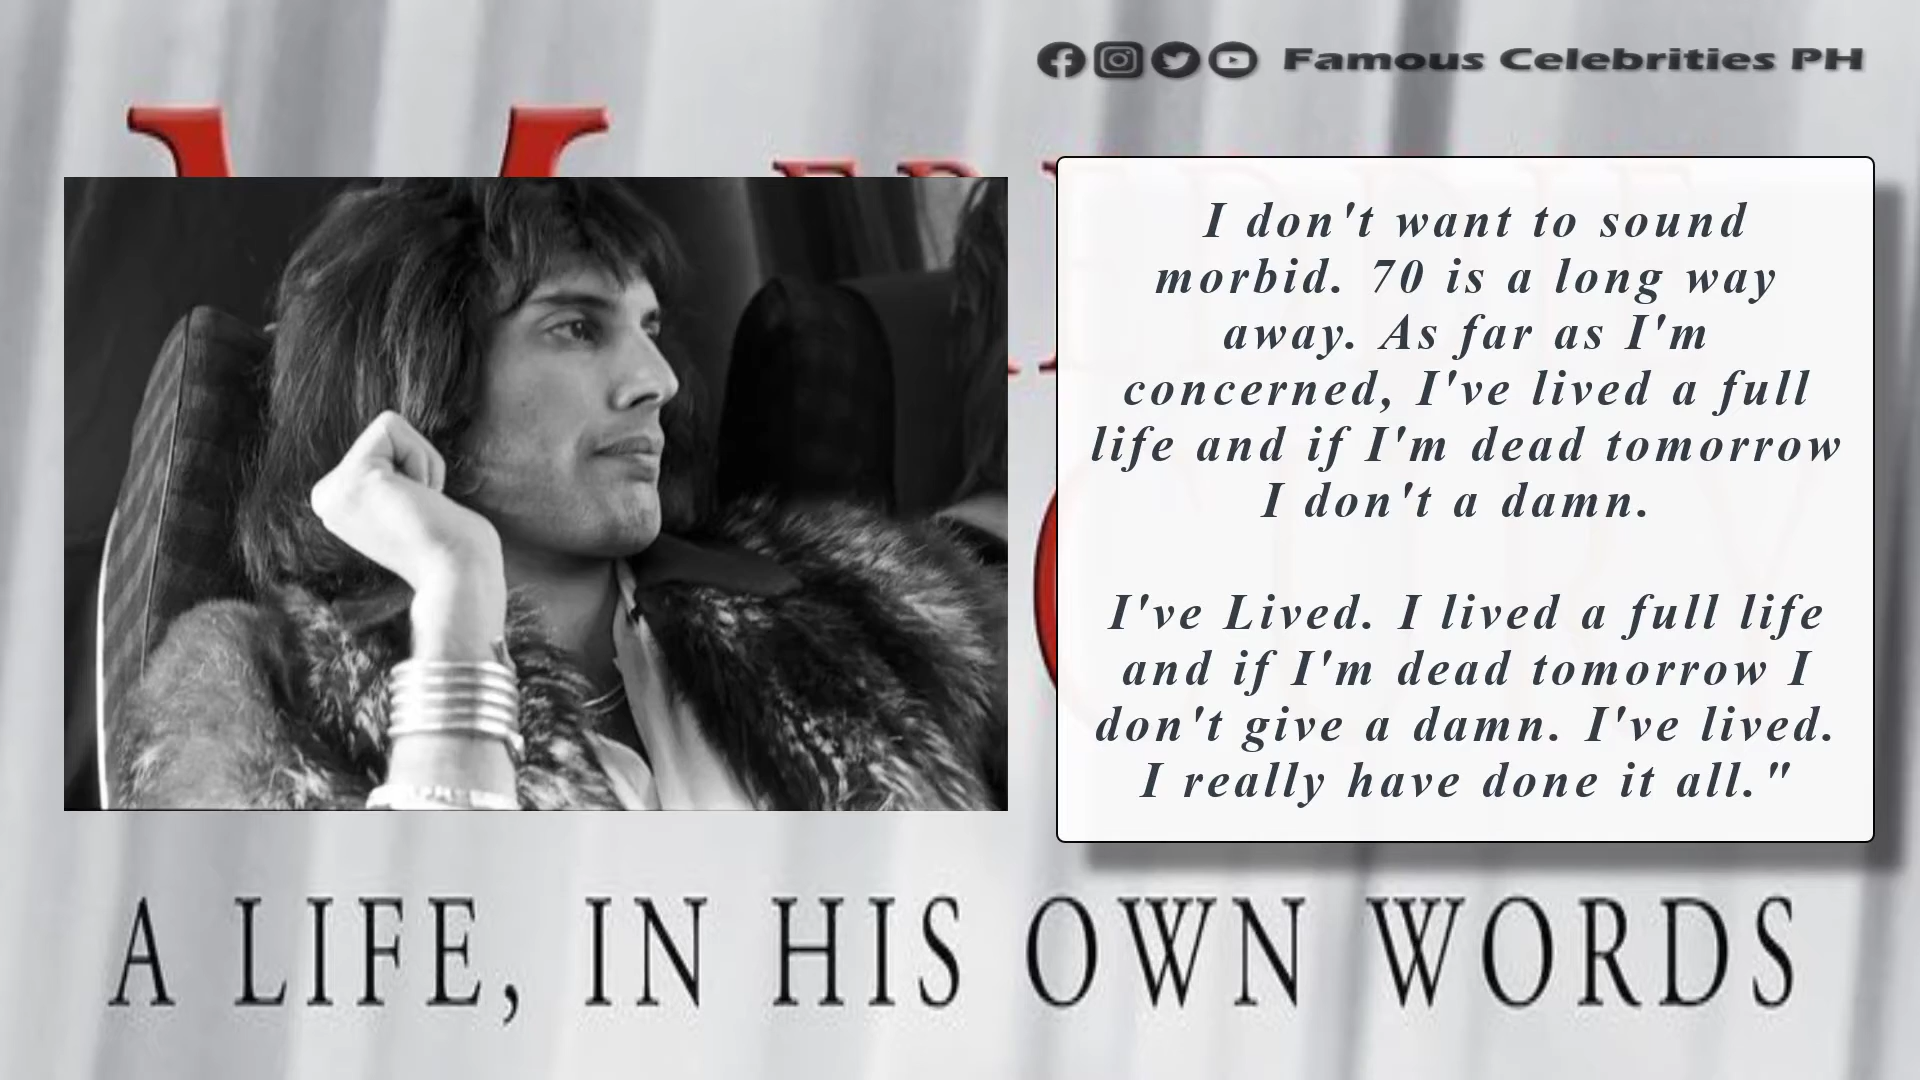 Famous Celebrities PH
I don't want to sound
morbid. 70 is a long way
away. As far as I'm
concerned, I've lived a full
life and if I'm dead tomorrow
I don't a damn.
I've Lived. I lived a full life
and if I'm dead tomorrow I
don't give a damn. I've lived.
I really have done it all."
A LIFE, IN HIS OWN WORDS